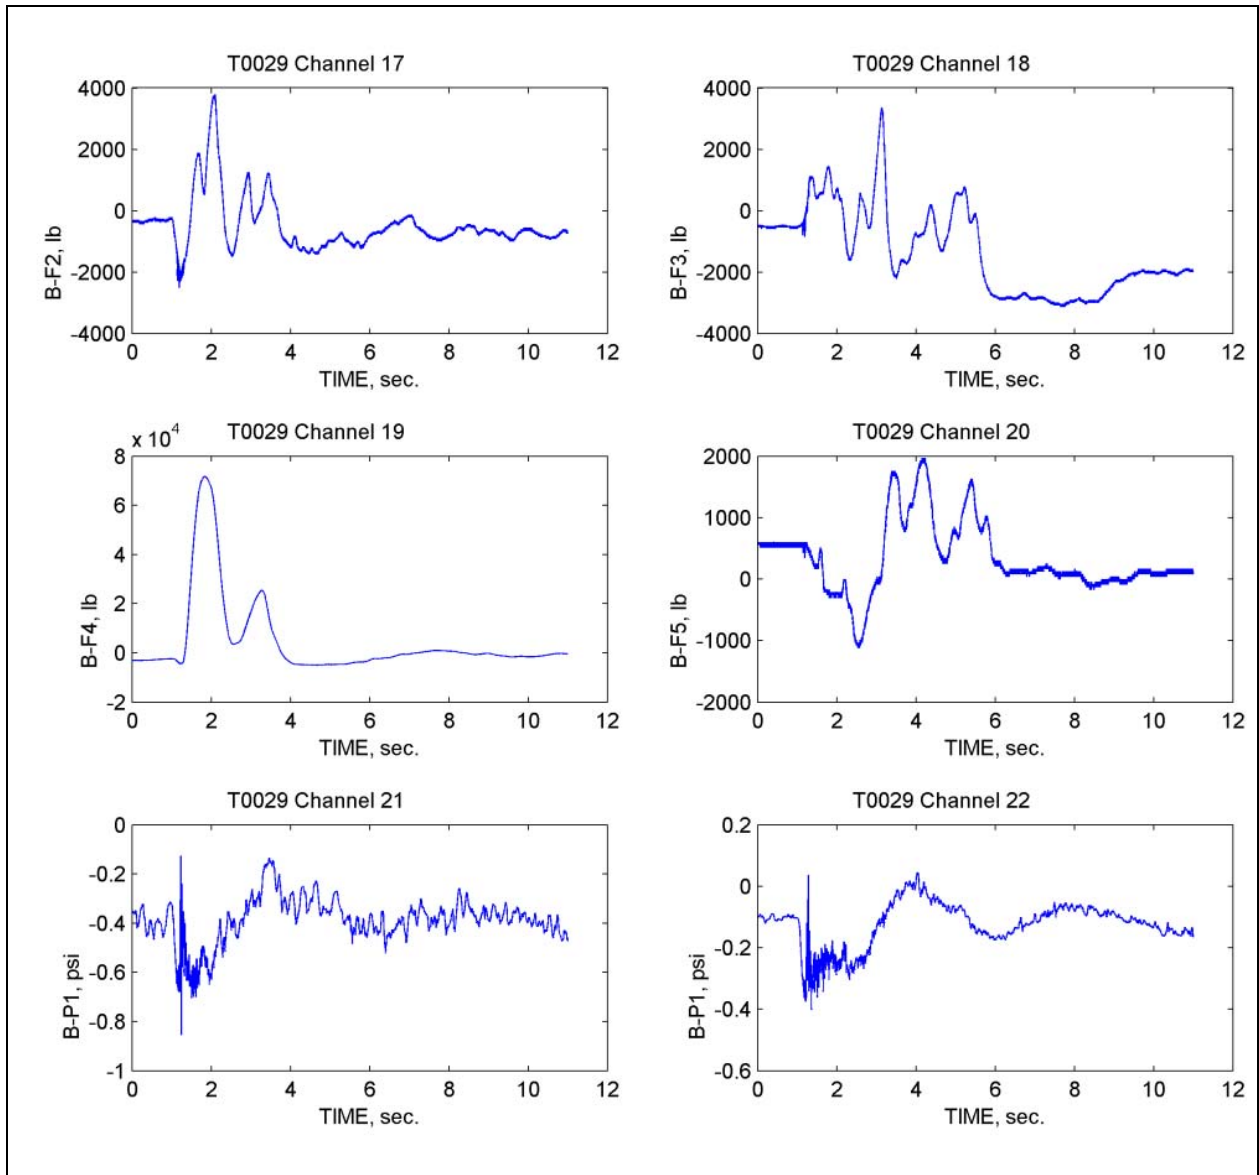 T0029 Channel 17
4000
2000
0
-2000
-4000
B-F2, lb
0 2 4 6 8 10 12
TIME, sec.
T0029 Channel 18
4000
2000
0
-2000
-4000
B-F3, lb
0 2 4 6 8 10 12
TIME, sec.
T0029 Channel 19
x 10^4
8
6
4
2
0
-2
B-F4, lb
0 2 4 6 8 10 12
TIME, sec.
T0029 Channel 20
2000
1000
0
-1000
-2000
B-F5, lb
0 2 4 6 8 10 12
TIME, sec.
T0029 Channel 21
0
-0.2
-0.4
-0.6
-0.8
-1
B-P1, psi
0 2 4 6 8 10 12
TIME, sec.
T0029 Channel 22
0.2
0
-0.2
-0.4
-0.6
B-P1, psi
0 2 4 6 8 10 12
TIME, sec.